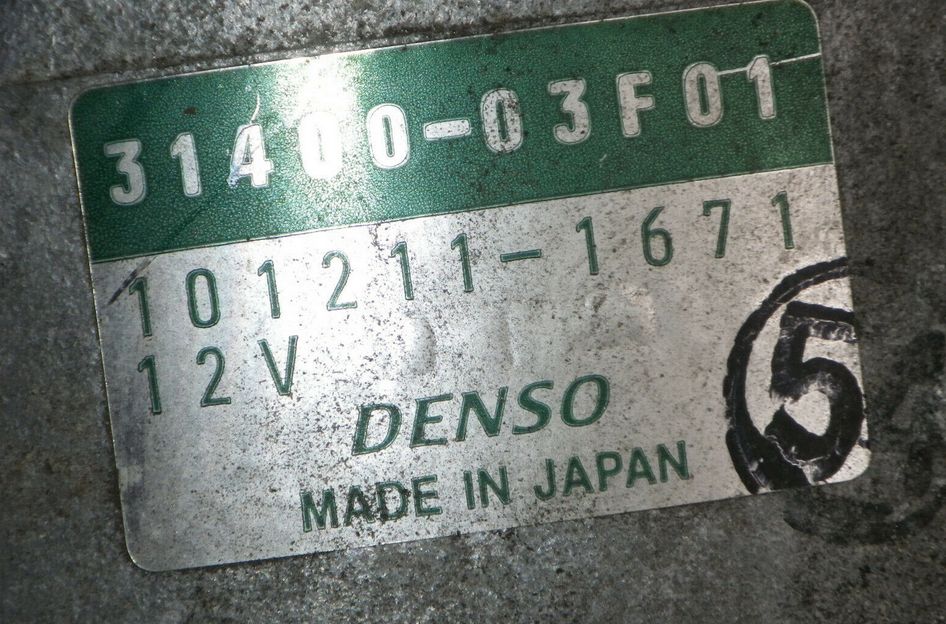 31400-03F01
101211-1671
12V
DENSO
MADE IN JAPAN
5